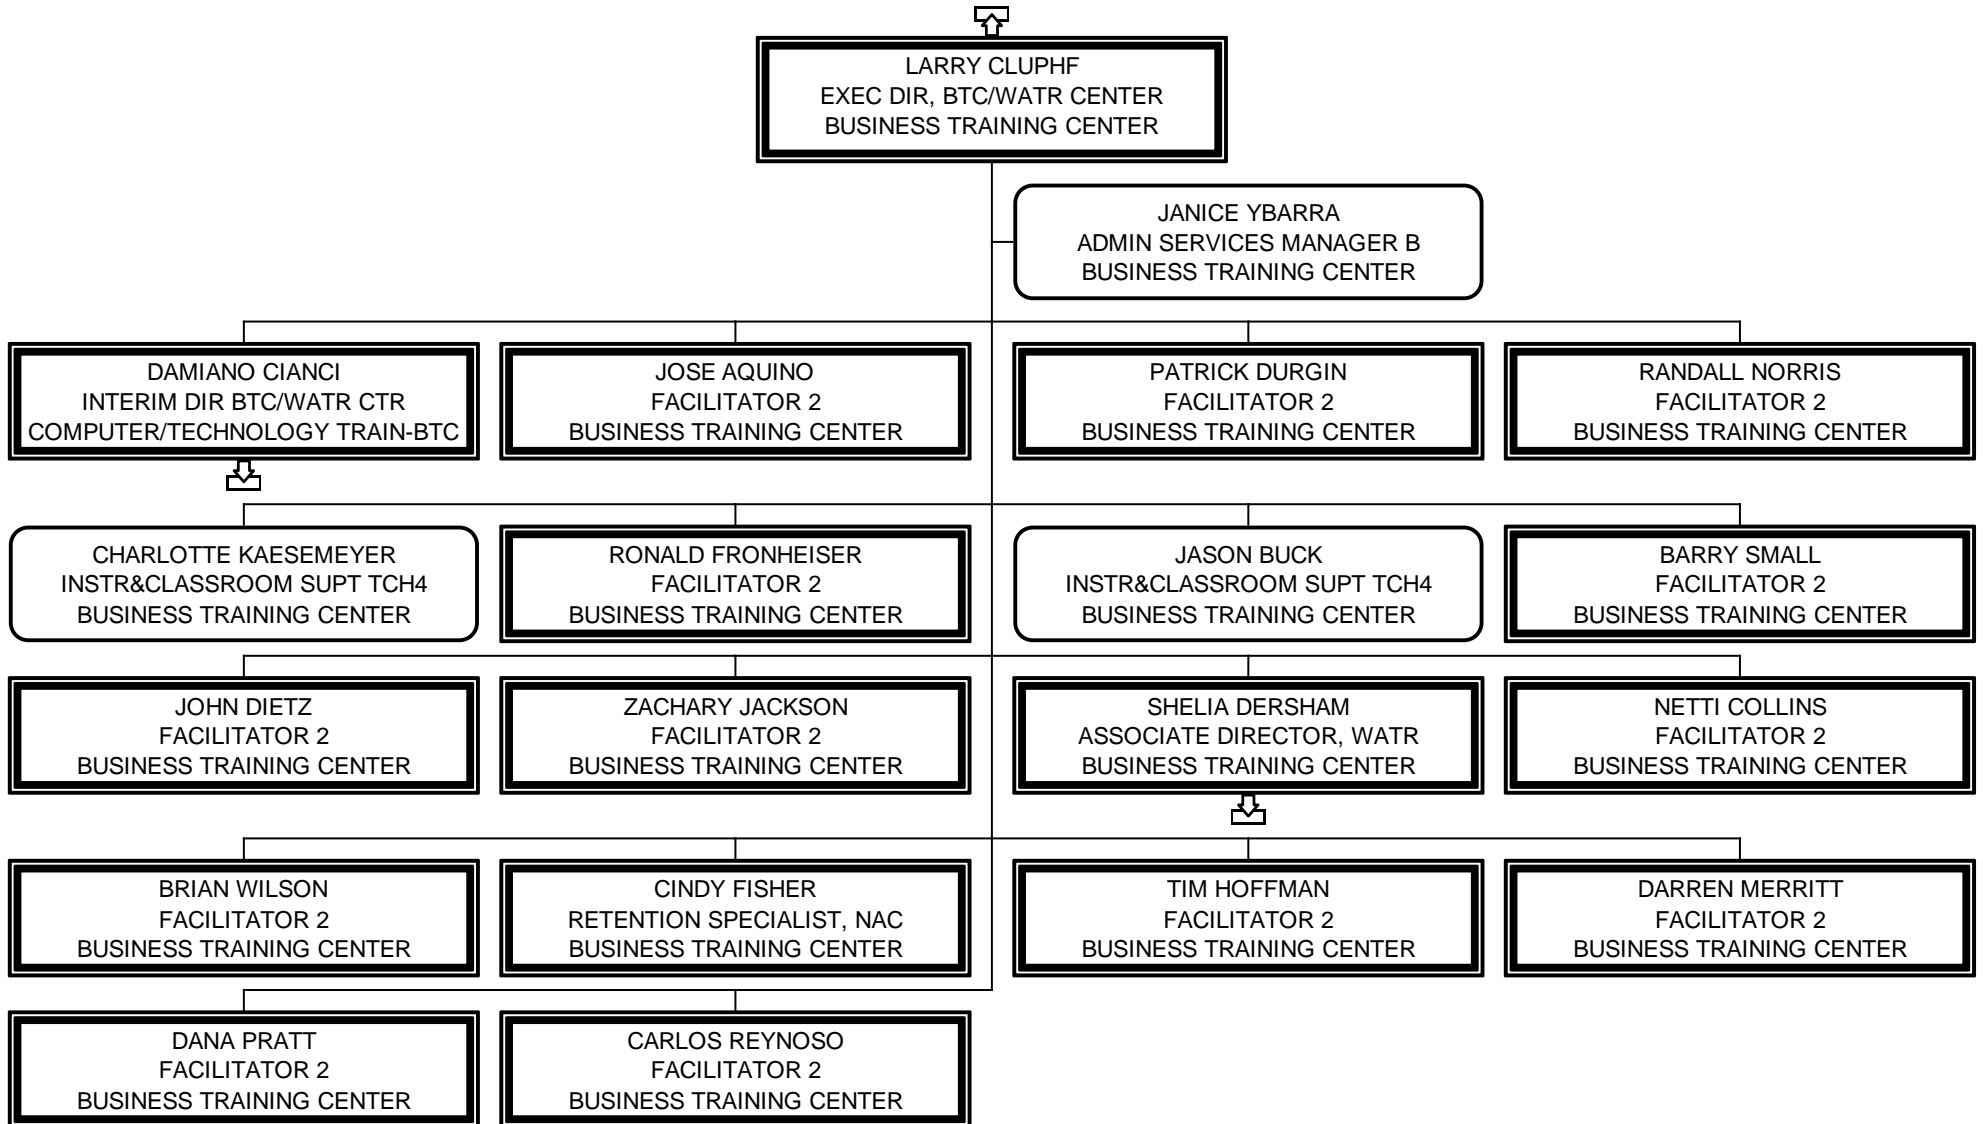 LARRY CLUPHF
EXEC DIR, BTC/WATR CENTER
BUSINESS TRAINING CENTER
JANICE YBARRA
ADMIN SERVICES MANAGER B
BUSINESS TRAINING CENTER
DAMIANO CIANCI
INTERIM DIR BTC/WATR CTR
COMPUTER/TECHNOLOGY TRAIN-BTC
JOSE AQUINO
FACILITATOR 2
BUSINESS TRAINING CENTER
PATRICK DURGIN
FACILITATOR 2
BUSINESS TRAINING CENTER
RANDALL NORRIS
FACILITATOR 2
BUSINESS TRAINING CENTER
CHARLOTTE KAESEMEYER
INSTR&CLASSROOM SUPT TCH4
BUSINESS TRAINING CENTER
RONALD FRONHEISER
FACILITATOR 2
BUSINESS TRAINING CENTER
JASON BUCK
INSTR&CLASSROOM SUPT TCH4
BUSINESS TRAINING CENTER
BARRY SMALL
FACILITATOR 2
BUSINESS TRAINING CENTER
JOHN DIETZ
FACILITATOR 2
BUSINESS TRAINING CENTER
ZACHARY JACKSON
FACILITATOR 2
BUSINESS TRAINING CENTER
SHELIA DERSHAM
ASSOCIATE DIRECTOR, WATR
BUSINESS TRAINING CENTER
NETTI COLLINS
FACILITATOR 2
BUSINESS TRAINING CENTER
BRIAN WILSON
FACILITATOR 2
BUSINESS TRAINING CENTER
CINDY FISHER
RETENTION SPECIALIST, NAC
BUSINESS TRAINING CENTER
TIM HOFFMAN
FACILITATOR 2
BUSINESS TRAINING CENTER
DARREN MERRITT
FACILITATOR 2
BUSINESS TRAINING CENTER
DANA PRATT
FACILITATOR 2
BUSINESS TRAINING CENTER
CARLOS REYNOSO
FACILITATOR 2
BUSINESS TRAINING CENTER